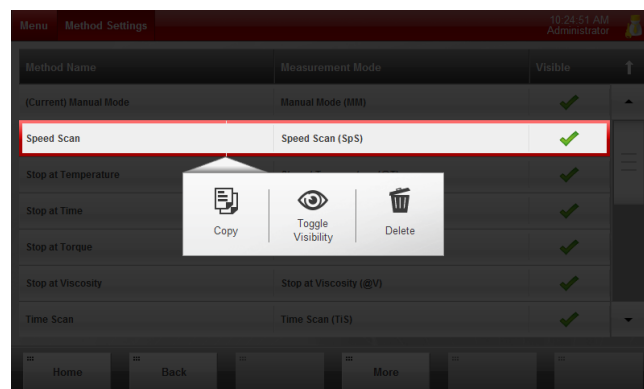 Menu Method Settings 10:24:51 AM
Administrator
Method Name Measurement Mode Visible
(Current) Manual Mode Manual Mode (MM)
Speed Scan Speed Scan (SpS)
Stop at Temperature
Stop at Time
Stop at Torque
Stop at Viscosity Stop at Viscosity (@V)
Time Scan Time Scan (TiS)
Copy
Toggle
Visibility
Delete
Home Back More